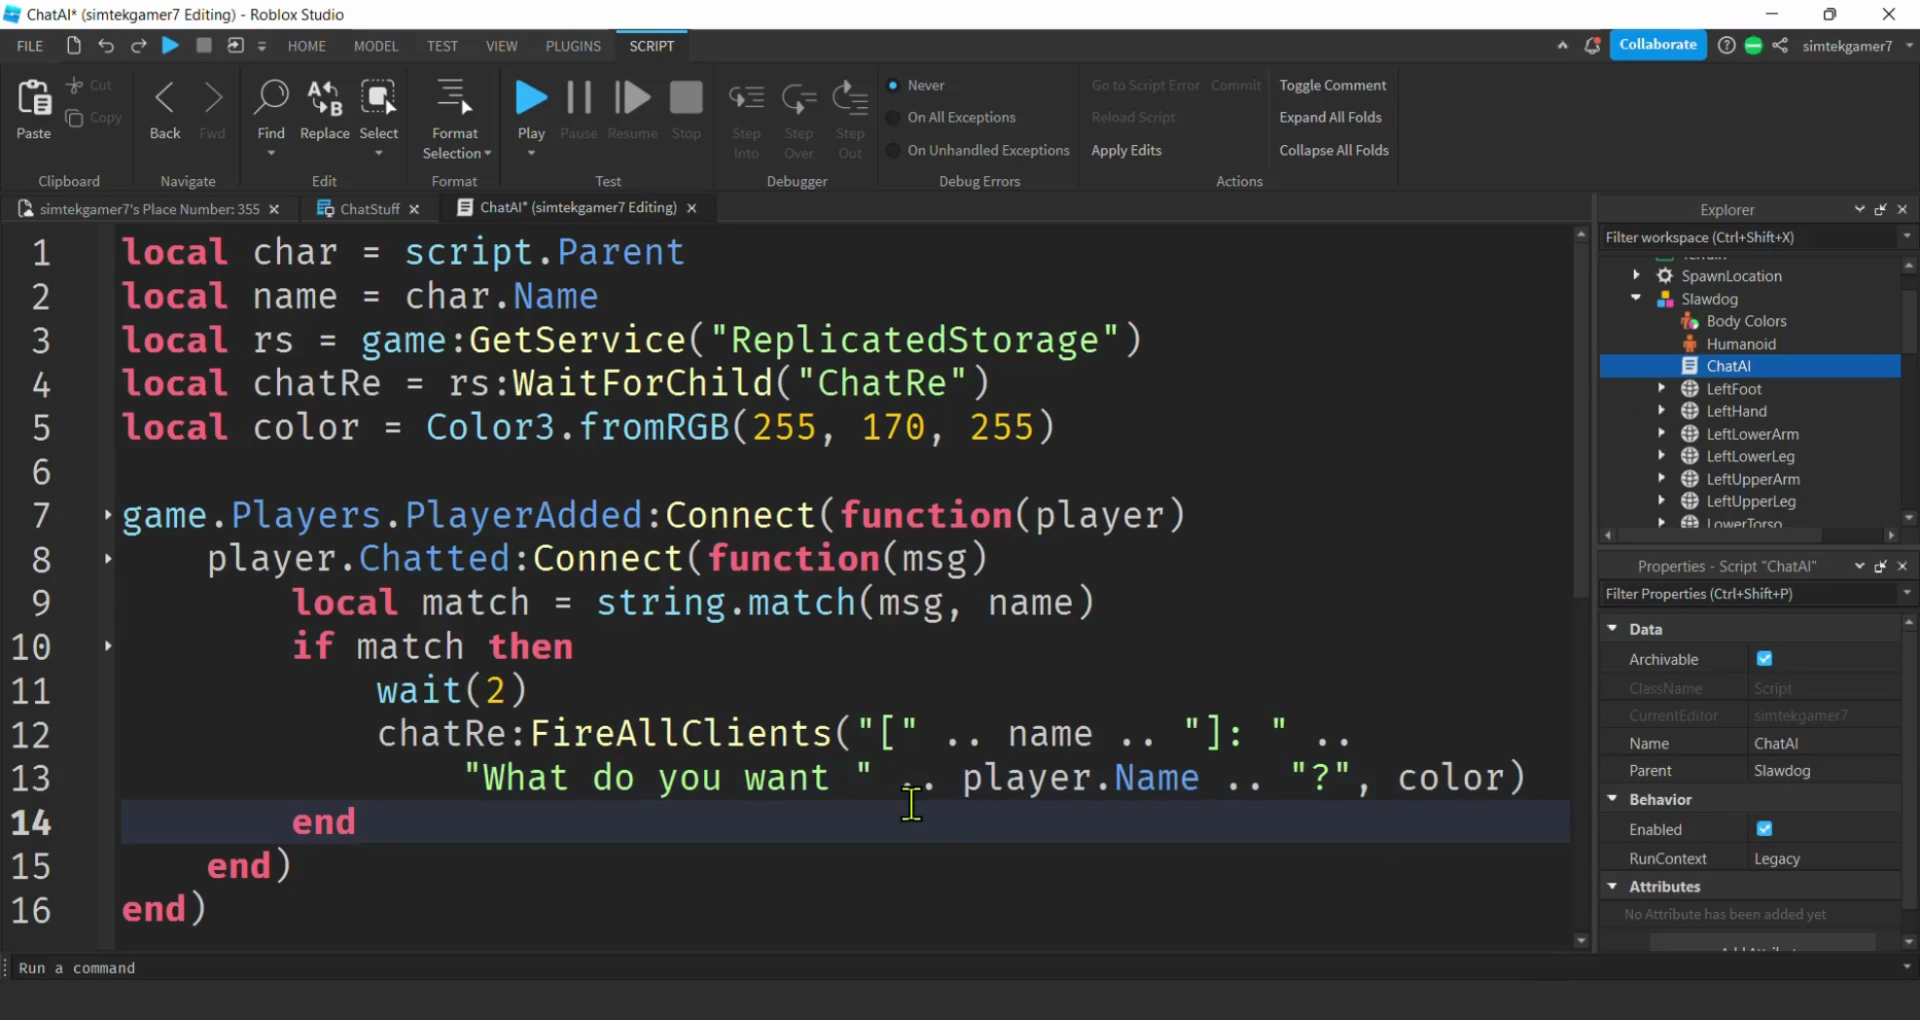 ChatAI* (simtekgamer7 Editing) - Roblox Studio
FILE HOME MODEL TEST VIEW PLUGINS SCRIPT Collaborate simtekgamer7
Paste Cut Copy Clipboard
Back Fwd Navigate
Find Replace Select Edit
Format Selection Format
Play Pause Resume Stop Test
Step Into Step Over Step Out Debugger
Never
On All Exceptions
On Unhandled Exceptions
Debug Errors
Go to Script Error Commit Toggle Comment
Reload Script Expand All Folds
Apply Edits Collapse All Folds
Actions
simtekgamer7's Place Number: 355 ChatStuff ChatAI* (simtekgamer7 Editing)
1 local char = script.Parent
2 local name = char.Name
3 local rs = game:GetService("ReplicatedStorage")
4 local chatRe = rs:WaitForChild("ChatRe")
5 local color = Color3.fromRGB(255, 170, 255)
6
7 game.Players.PlayerAdded:Connect(function(player)
8 player.Chatted:Connect(function(msg)
9 local match = string.match(msg, name)
10 if match then
11 wait(2)
12 chatRe:FireAllClients("[" .. name .. "]: " ..
13 "What do you want " .. player.Name .. "?", color)
14 end
15 end)
16 end)
Explorer
Filter workspace (Ctrl+Shift+X)
Terrain
SpawnLocation
Slawdog
Body Colors
Humanoid
ChatAI
LeftFoot
LeftHand
LeftLowerArm
LeftLowerLeg
LeftUpperArm
LeftUpperLeg
LowerTorso
Properties - Script "ChatAI"
Filter Properties (Ctrl+Shift+P)
Data
Archivable
ClassName Script
CurrentEditor simtekgamer7
Name ChatAI
Parent Slawdog
Behavior
Enabled
RunContext Legacy
Attributes
No Attribute has been added yet
Run a command